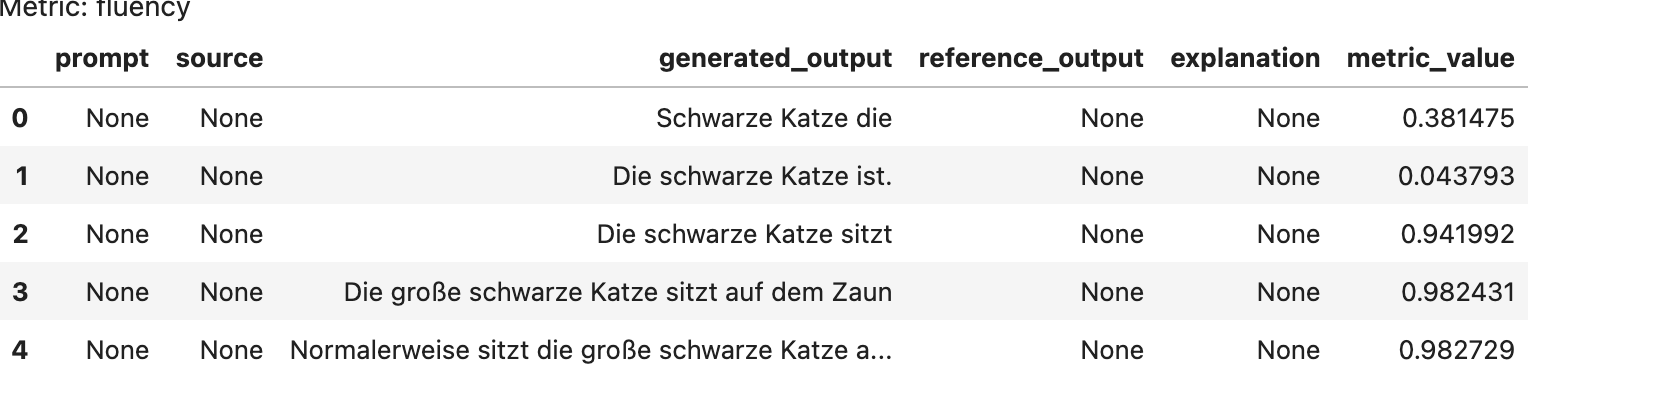 Metric: fluency
prompt source generated_output reference_output explanation metric_value
0 None None Schwarze Katze die None None 0.381475
1 None None Die schwarze Katze ist. None None 0.043793
2 None None Die schwarze Katze sitzt None None 0.941992
3 None None Die große schwarze Katze sitzt auf dem Zaun None None 0.982431
4 None None Normalerweise sitzt die große schwarze Katze a... None None 0.982729